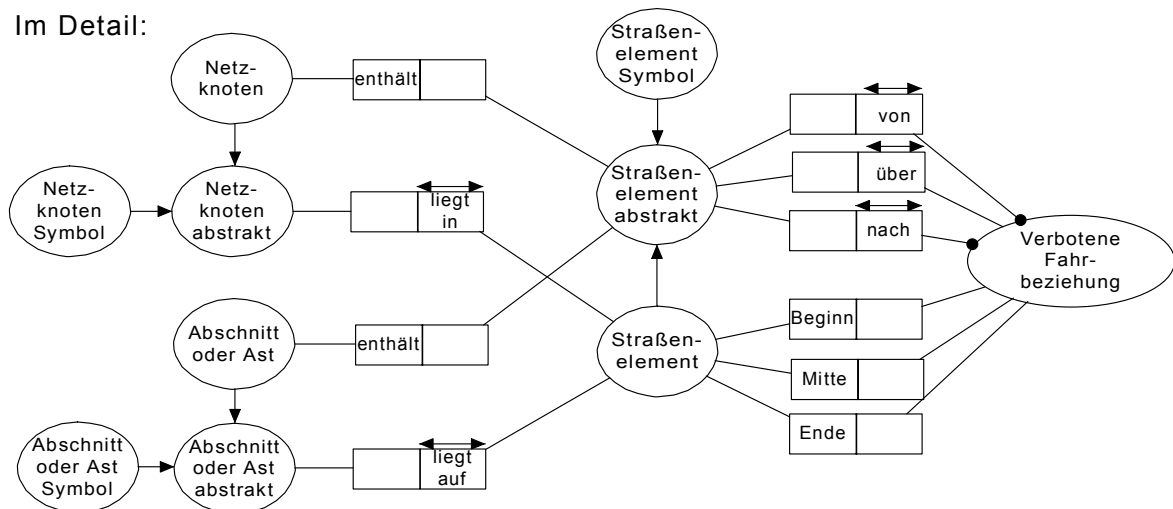 Im Detail:
Netz-
knoten
enthält
Straßen-
element
Symbol
von
über
nach
Netz-
knoten
Symbol
Netz-
knoten
abstrakt
liegt
in
Straßen-
element
abstrakt
Verbotene
Fahr-
beziehung
Abschnitt
oder Ast
enthält
Straßen-
element
Beginn
Mitte
Ende
Abschnitt
oder Ast
Symbol
Abschnitt
oder Ast
abstrakt
liegt
auf